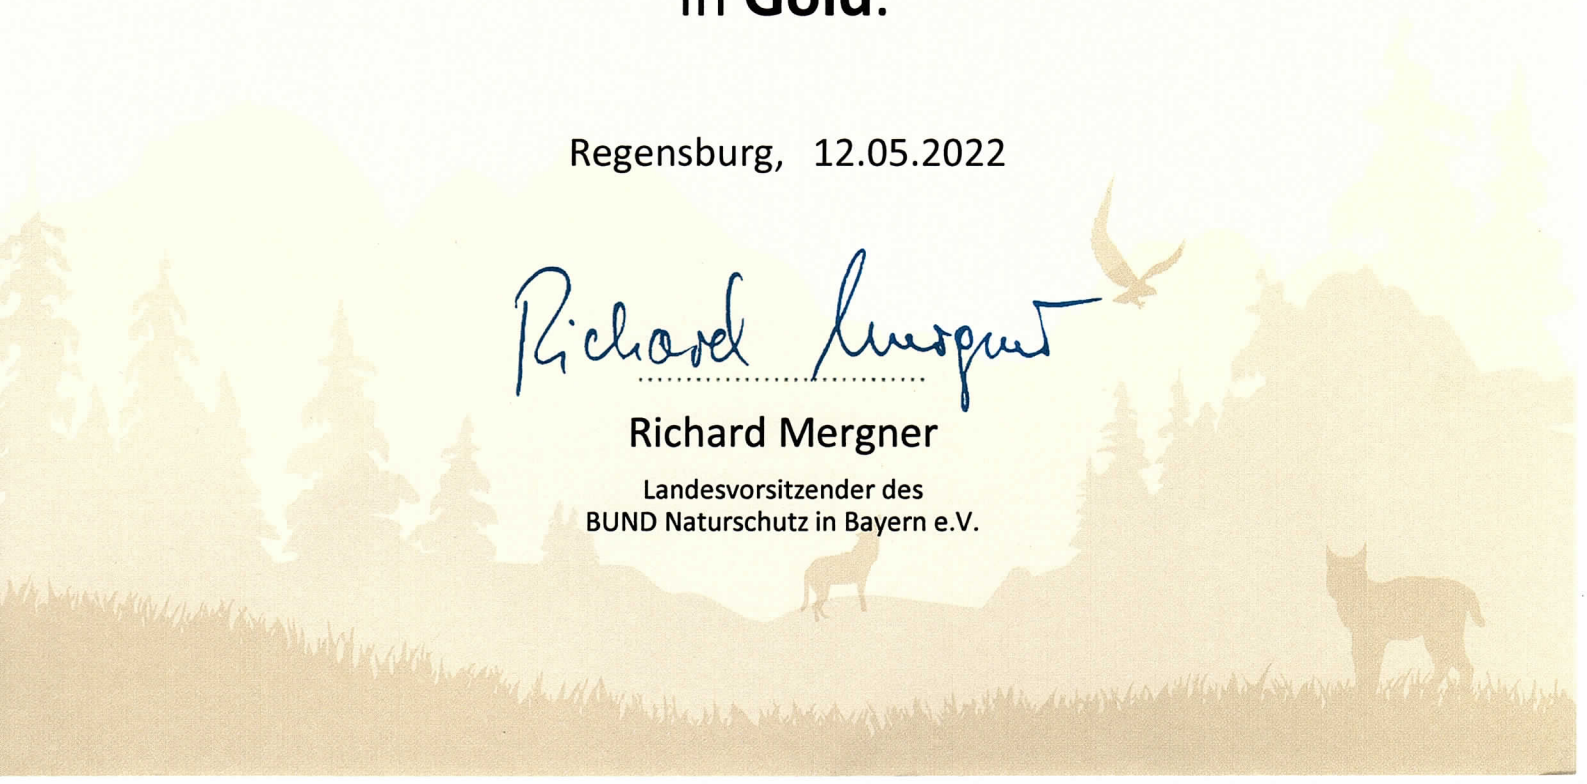 in Gold.
Regensburg, 12.05.2022
Richard Mergner
Richard Mergner
Landesvorsitzender des
BUND Naturschutz in Bayern e.V.